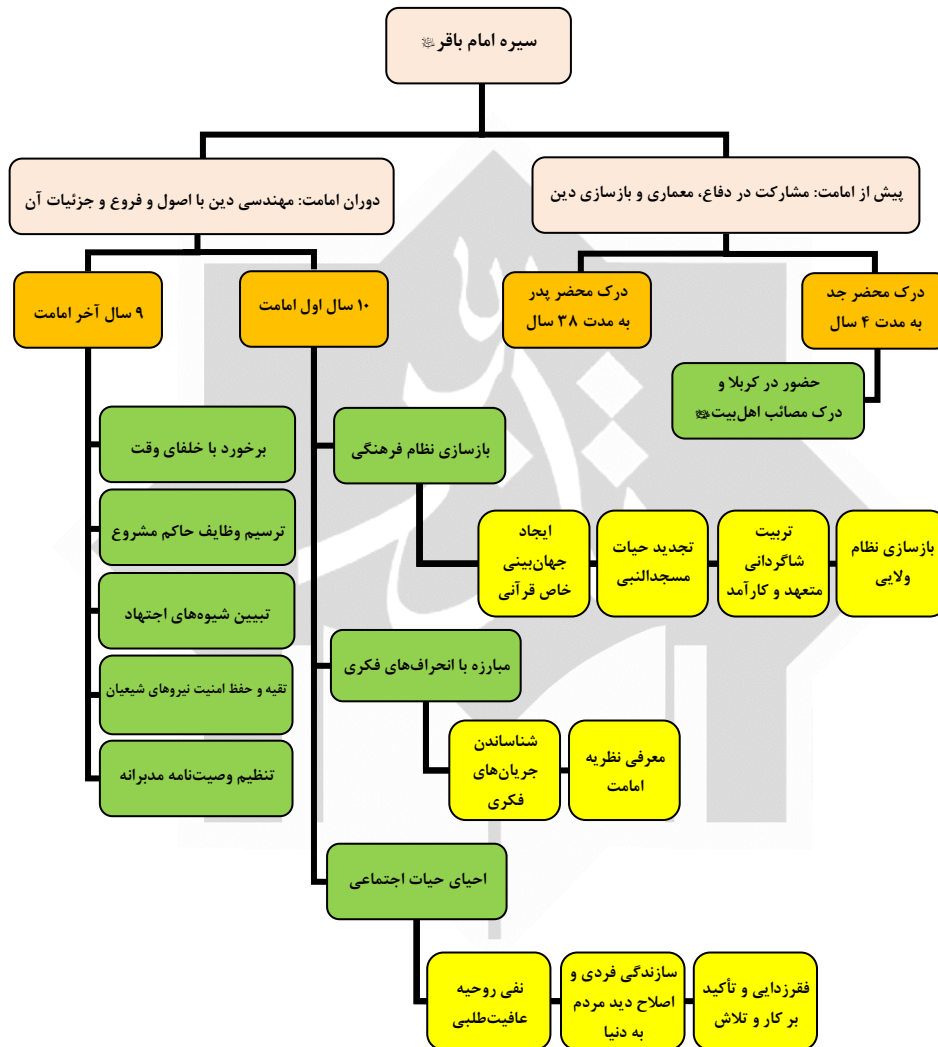 سیره امام باقر؏
پیش از امامت: مشارکت در دفاع، معماری و بازسازی دین
دوران امامت: مهندسی دین با اصول و فروع و جزئیات آن
درک محضر جد
به مدت ۴ سال
درک محضر پدر
به مدت ۳۸ سال
۱۰ سال اول امامت
۹ سال آخر امامت
حضور در کربلا و
درک مصائب اهل‌بیت
بازسازی نظام فرهنگی
بازسازی نظام
ولایی
تربیت
شاگردانی
متعهد و کارآمد
تجدید حیات
مسجدالنبی
ایجاد
جهان‌بینی
خاص قرآنی
مبارزه با انحراف‌های فکری
معرفی نظریه
امامت
شناساندن
جریان‌های
فکری
احیای حیات اجتماعی
فقرزدایی و تأکید
بر کار و تلاش
سازندگی فردی و
اصلاح دید مردم
به دنیا
نفی روحیه
عافیت‌طلبی
برخورد با خلفای وقت
ترسیم وظایف حاکم مشروع
تبیین شیوه‌های اجتهاد
تقیه و حفظ امنیت نیروهای شیعیان
تنظیم وصیت‌نامه مدبرانه